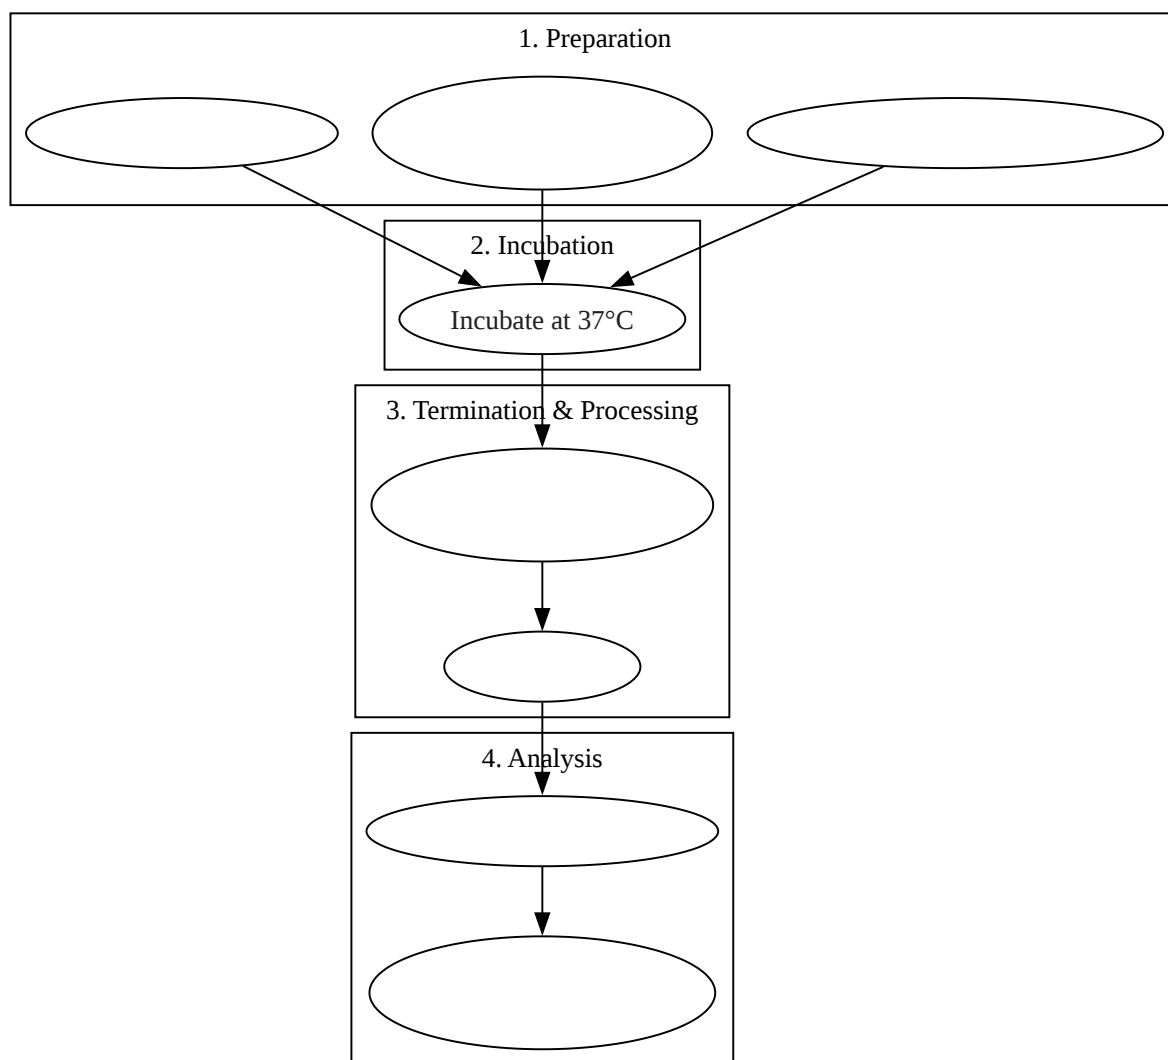 1. Preparation
2. Incubation
Incubate at 37°C
3. Termination & Processing
4. Analysis